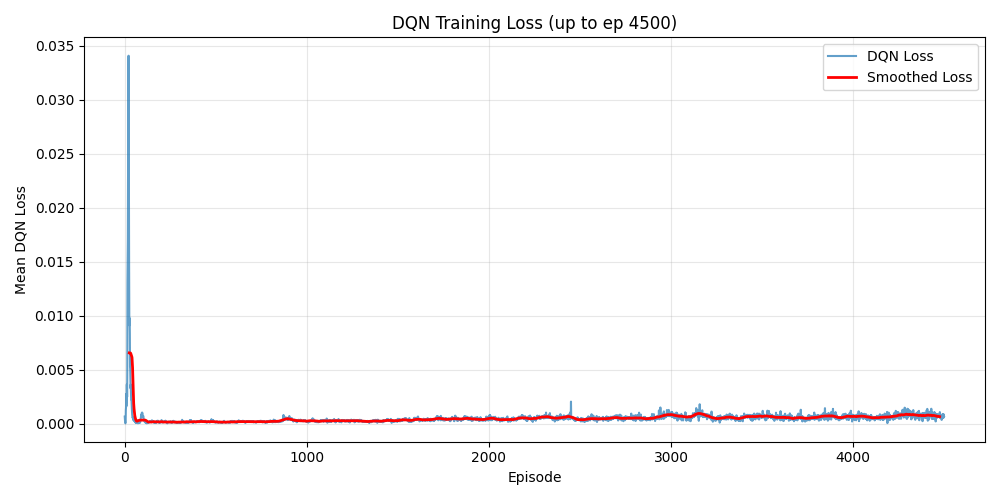 DQN Training Loss (up to ep 4500)
DQN Loss
Smoothed Loss
Mean DQN Loss
0.035
0.030
0.025
0.020
0.015
0.010
0.005
0.000
0
1000
2000
3000
4000
Episode